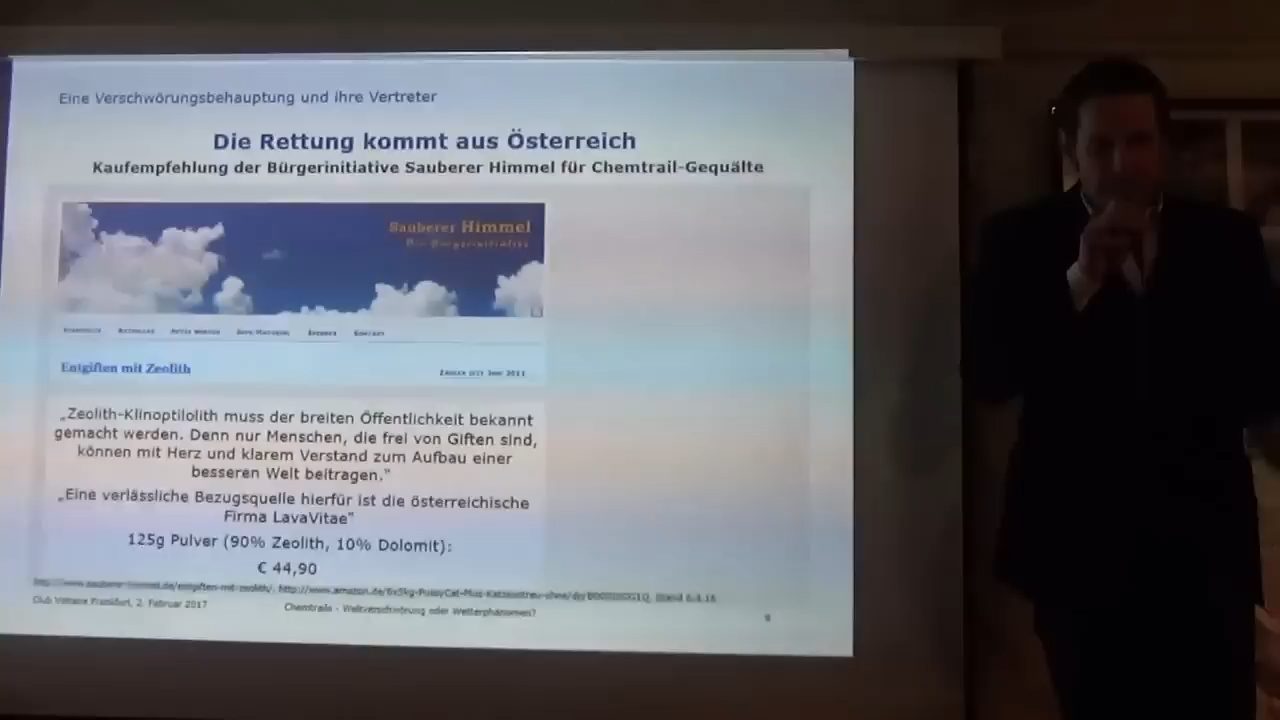 Eine Verschwörungsbehauptung und ihre Vertreter
Die Rettung kommt aus Österreich
Kaufempfehlung der Bürgerinitiative Sauberer Himmel für Chemtrail-Gequälte
Sauberer Himmel
Die Bürgerinitiative
Entgiften mit Zeolith
„Zeolith-Klinoptilolith muss der breiten Öffentlichkeit bekannt
gemacht werden. Denn nur Menschen, die frei von Giften sind,
können mit Herz und klarem Verstand zum Aufbau einer
besseren Welt beitragen."
„Eine verlässliche Bezugsquelle hierfür ist die österreichische
Firma LavaVitae"
125g Pulver (90% Zeolith, 10% Dolomit):
€ 44,90
Club Voltaire Frankfurt, 2. Februar 2017
Chemtrails - Weltverschwörung oder Wetterphänomen?